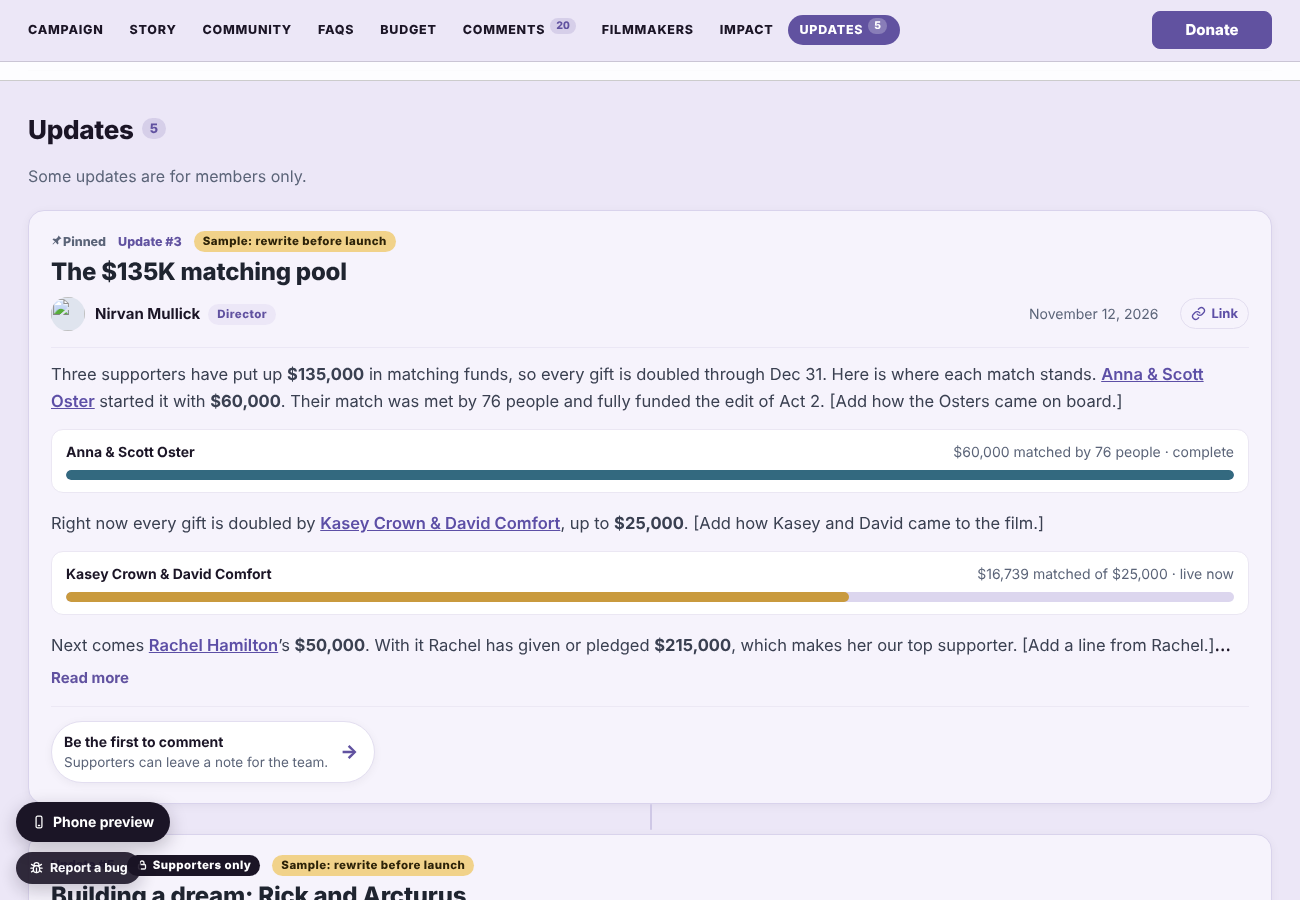 CAMPAIGN STORY COMMUNITY FAQS BUDGET COMMENTS 20 FILMMAKERS IMPACT UPDATES 5 Donate
Updates 5
Some updates are for members only.
Pinned Update #3 Sample: rewrite before launch
The $135K matching pool
Nirvan Mullick Director November 12, 2026 Link
Three supporters have put up $135,000 in matching funds, so every gift is doubled through Dec 31. Here is where each match stands. Anna & Scott
Oster started it with $60,000. Their match was met by 76 people and fully funded the edit of Act 2. [Add how the Osters came on board.]
Anna & Scott Oster $60,000 matched by 76 people · complete
Right now every gift is doubled by Kasey Crown & David Comfort, up to $25,000. [Add how Kasey and David came to the film.]
Kasey Crown & David Comfort $16,739 matched of $25,000 · live now
Next comes Rachel Hamilton’s $50,000. With it Rachel has given or pledged $215,000, which makes her our top supporter. [Add a line from Rachel.]...
Read more
Be the first to comment
Supporters can leave a note for the team.
Phone preview
Report a bug Supporters only Sample: rewrite before launch
Building a dream: Rick and Arcturus